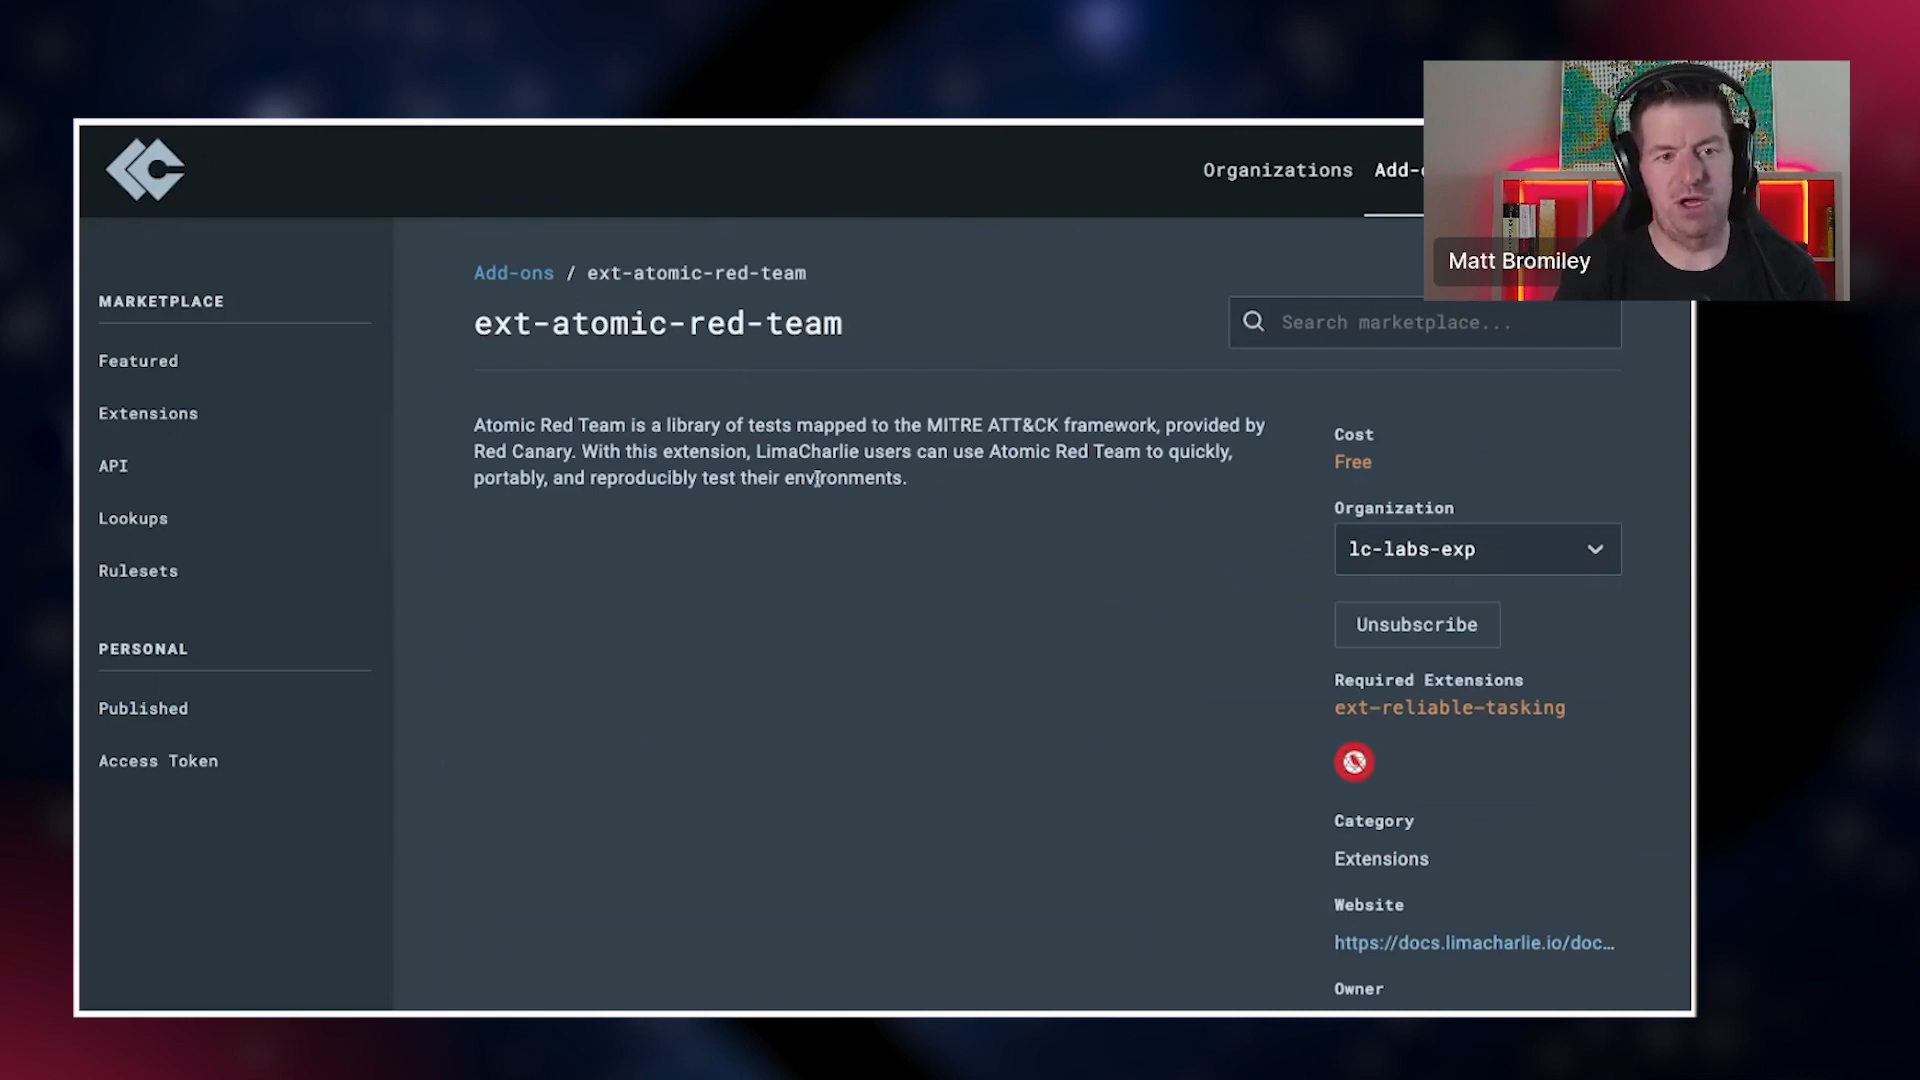 Organizations
Add-
Matt Bromiley
MARKETPLACE
Featured
Extensions
API
Lookups
Rulesets
PERSONAL
Published
Access Token
Add-ons / ext-atomic-red-team
ext-atomic-red-team
Search marketplace...
Atomic Red Team is a library of tests mapped to the MITRE ATT&CK framework, provided by
Red Canary. With this extension, LimaCharlie users can use Atomic Red Team to quickly,
portably, and reproducibly test their environments.
Cost
Free
Organization
lc-labs-exp
Unsubscribe
Required Extensions
ext-reliable-tasking
Category
Extensions
Website
https://docs.limacharlie.io/doc...
Owner